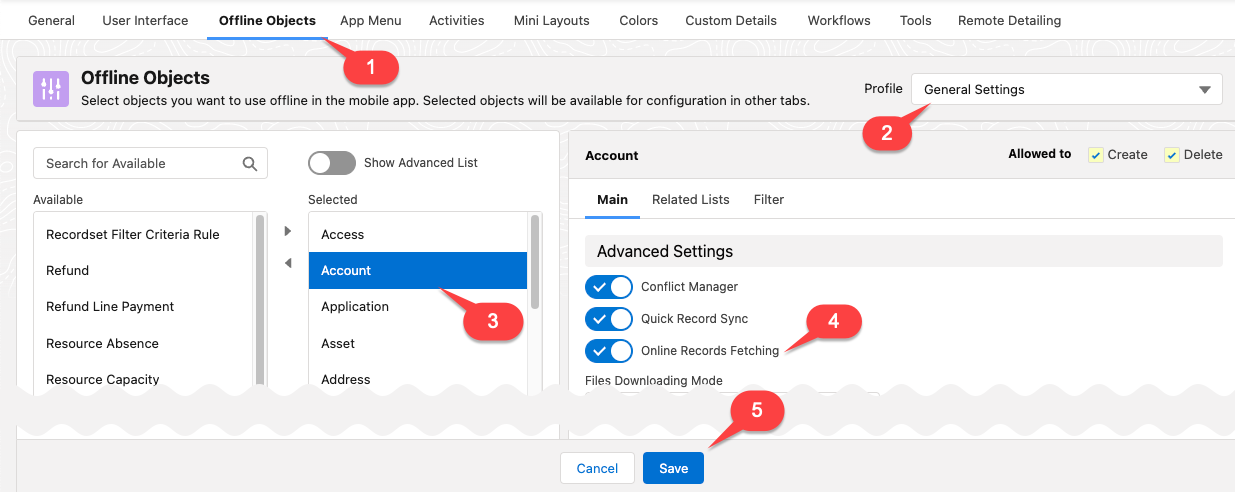 General User Interface Offline Objects App Menu Activities Mini Layouts Colors Custom Details Workflows Tools Remote Detailing
1
Offline Objects
Select objects you want to use offline in the mobile app. Selected objects will be available for configuration in other tabs.
Profile General Settings
2
Search for Available
Show Advanced List
Available
Recordset Filter Criteria Rule
Refund
Refund Line Payment
Resource Absence
Resource Capacity
Selected
Access
Account
Application
Asset
Address
3
Account
Allowed to Create Delete
Main Related Lists Filter
Advanced Settings
Conflict Manager
Quick Record Sync
Online Records Fetching
4
Files Downloading Mode
5
Cancel Save